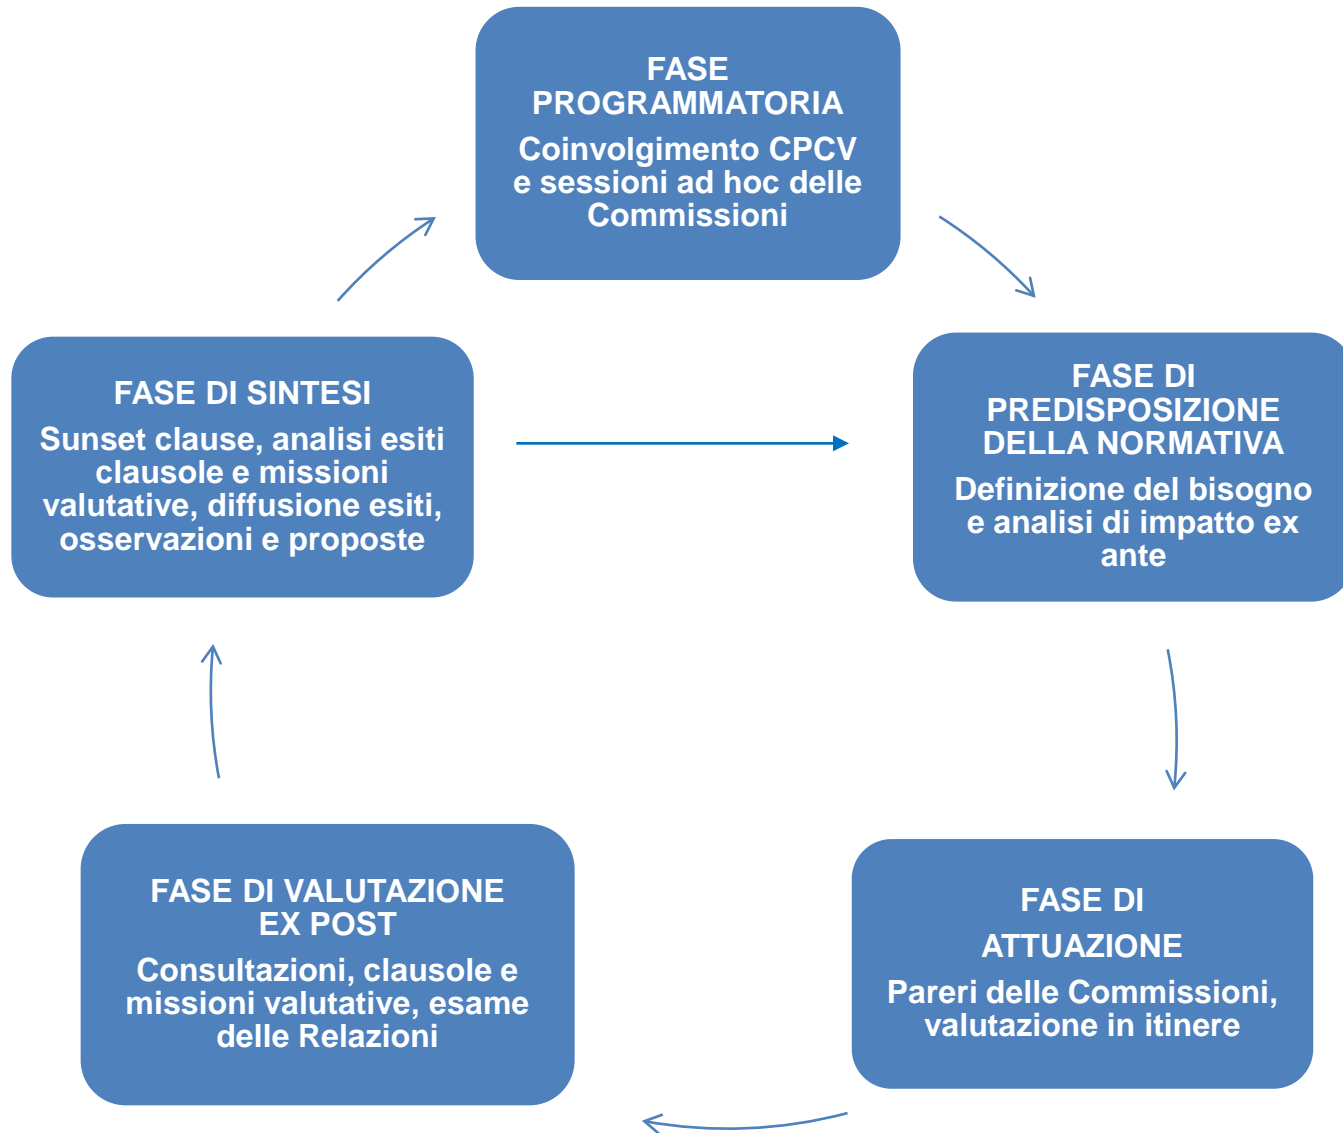 FASE
PROGRAMMATORIA
Coinvolgimento CPCV
e sessioni ad hoc delle
Commissioni
FASE DI SINTESI
Sunset clause, analisi esiti
clausole e missioni
valutative, diffusione esiti,
osservazioni e proposte
FASE DI
PREDISPOSIZIONE
DELLA NORMATIVA
Definizione del bisogno
e analisi di impatto ex
ante
FASE DI VALUTAZIONE
EX POST
Consultazioni, clausole e
missioni valutative, esame
delle Relazioni
FASE DI
ATTUAZIONE
Pareri delle Commissioni,
valutazione in itinere